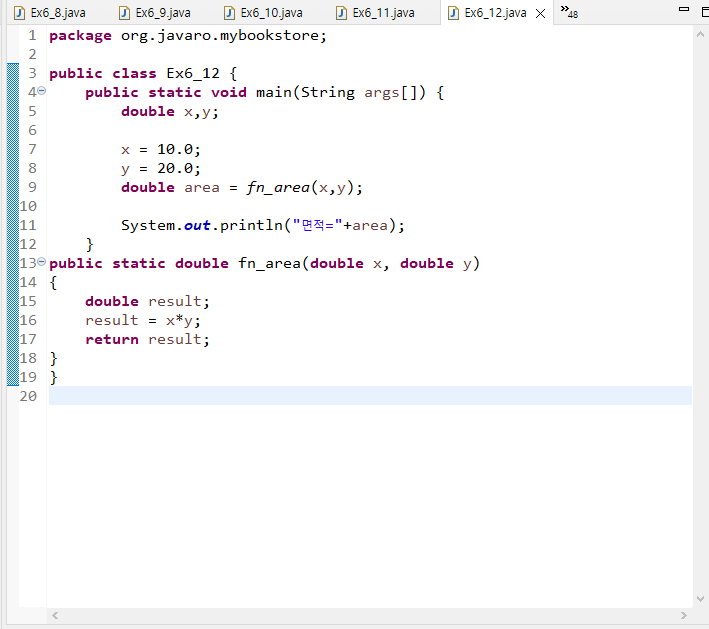 Ex6_8.java Ex6_9.java Ex6_10.java Ex6_11.java Ex6_12.java »48
1 package org.javaro.mybookstore;
2
3 public class Ex6_12 {
4     public static void main(String args[]) {
5         double x,y;
6
7         x = 10.0;
8         y = 20.0;
9         double area = fn_area(x,y);
10
11         System.out.println("면적="+area);
12     }
13 public static double fn_area(double x, double y)
14 {
15     double result;
16     result = x*y;
17     return result;
18 }
19 }
20